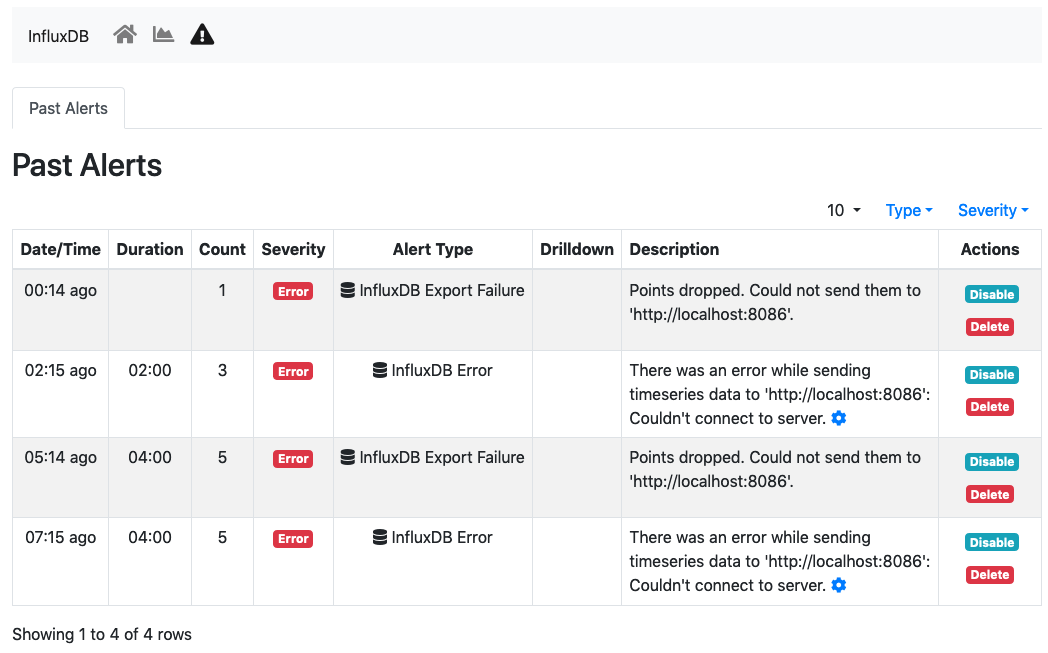 InfluxDB
Past Alerts
Past Alerts
10 Type Severity
Date/Time Duration Count Severity Alert Type Drilldown Description Actions
00:14 ago 1 Error InfluxDB Export Failure Points dropped. Could not send them to Disable
'http://localhost:8086'. Delete
02:15 ago 02:00 3 Error InfluxDB Error There was an error while sending Disable
timeseries data to 'http://localhost:8086': Delete
Couldn't connect to server.
05:14 ago 04:00 5 Error InfluxDB Export Failure Points dropped. Could not send them to Disable
'http://localhost:8086'. Delete
07:15 ago 04:00 5 Error InfluxDB Error There was an error while sending Disable
timeseries data to 'http://localhost:8086': Delete
Couldn't connect to server.
Showing 1 to 4 of 4 rows